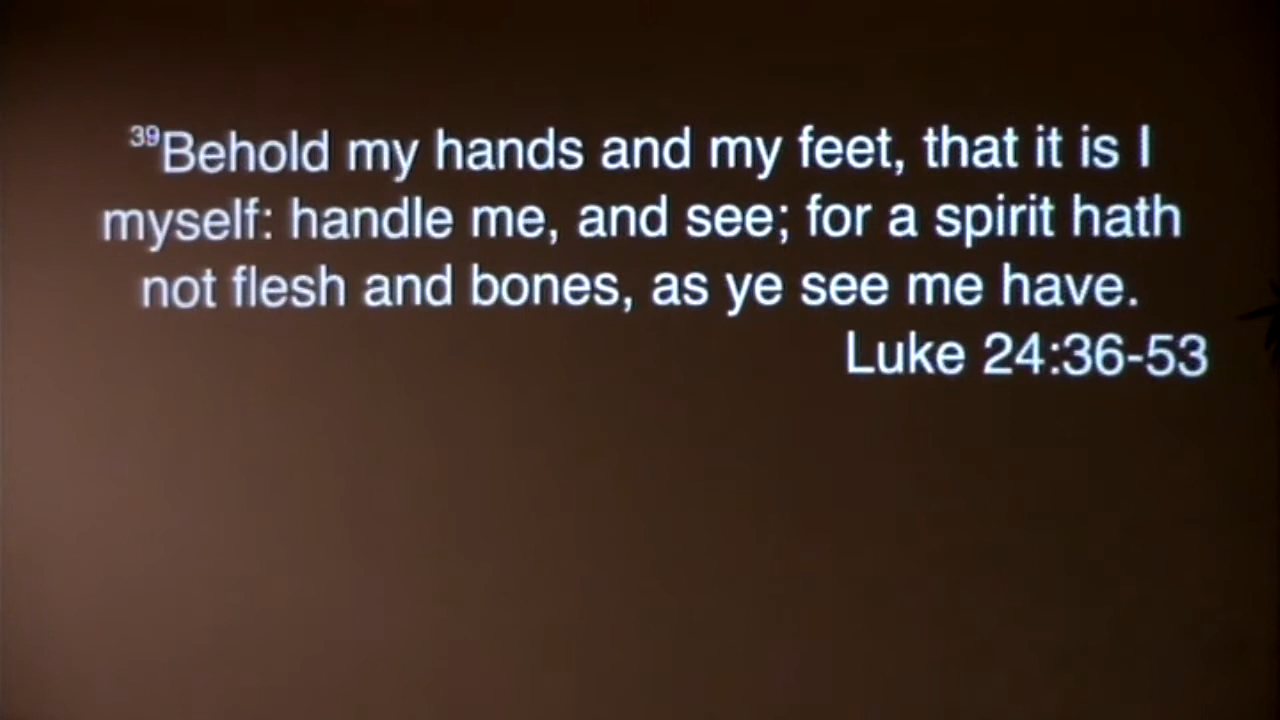 ³⁹Behold my hands and my feet, that it is I
myself: handle me, and see; for a spirit hath
not flesh and bones, as ye see me have.
Luke 24:36-53